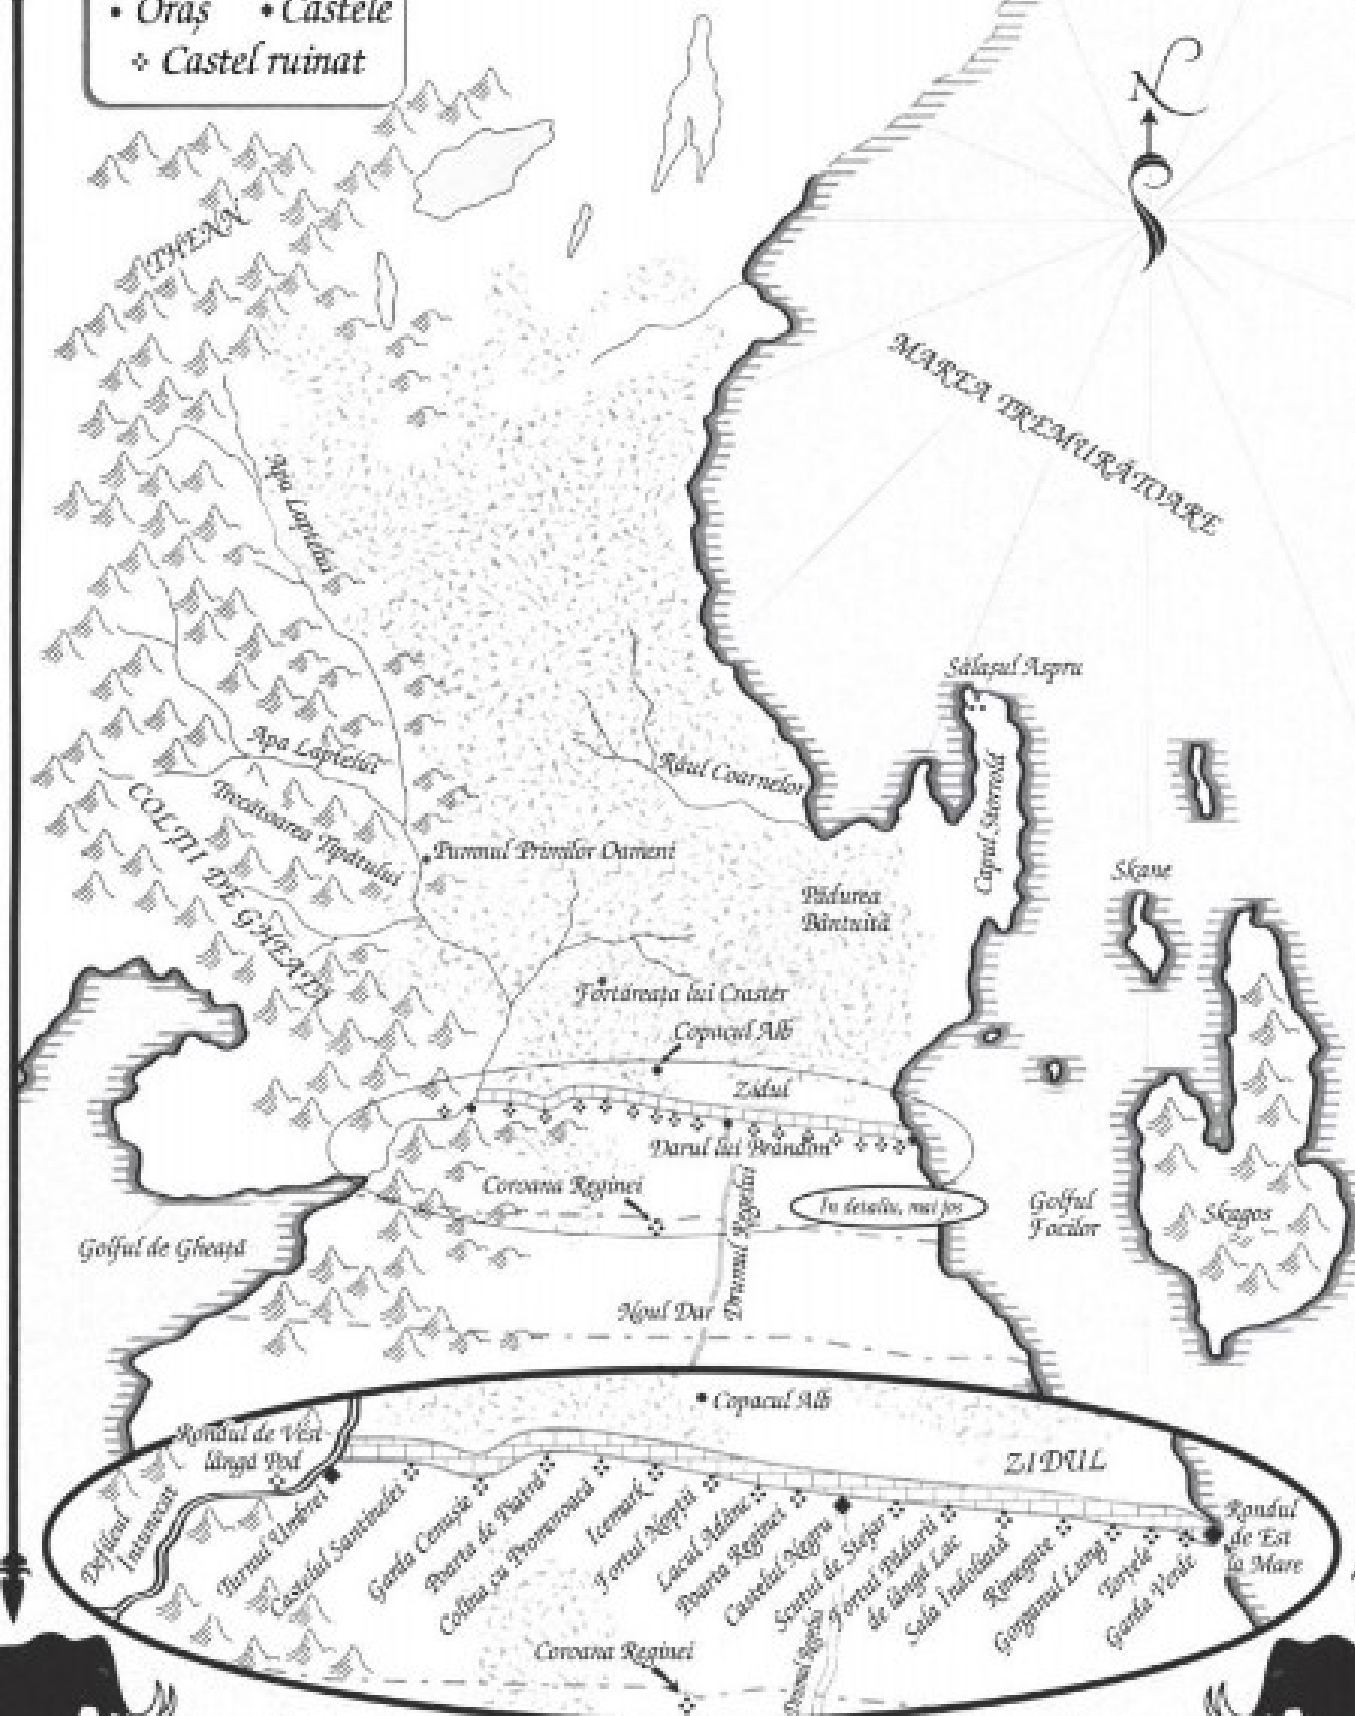 Oraș Castele
Castel ruinat
N
THENN
MAREA TREMURĂTOARE
Apa Laptelui
Sălașul Aspru
Apa Laptelui
Râul Coarnelor
Capul Storrold
COLȚII DE GHEAȚĂ
Trecătoarea Țipătului
Pumnul Primilor Oameni
Skane
Pădurea
Bântuită
Fortăreața lui Craster
Copacul Alb
Zidul
Darul lui Brandon
Coroana Reginei
În detaliu, mai jos
Golful
Focilor
Skagos
Golful de Gheață
Drumul Regelui
Noul Dar
Copacul Alb
Rondul de Vest
lângă Pod
ZIDUL
Defileul
Întunecat
Turnul Umbrei
Castelul Santinelei
Garda Cenușie
Poarta de Piatră
Colina cu Promoroacă
Icemark
Fortul Nopții
Lacul Adânc
Poarta Reginei
Castelul Negru
Scutul de Stejar
Fortul Pădurii
de lângă Lac
Sala Îndoliată
Rimegate
Gorganul Lung
Torțele
Garda Verde
Rondul
de Est
la Mare
Coroana Reginei
Drumul Regelui